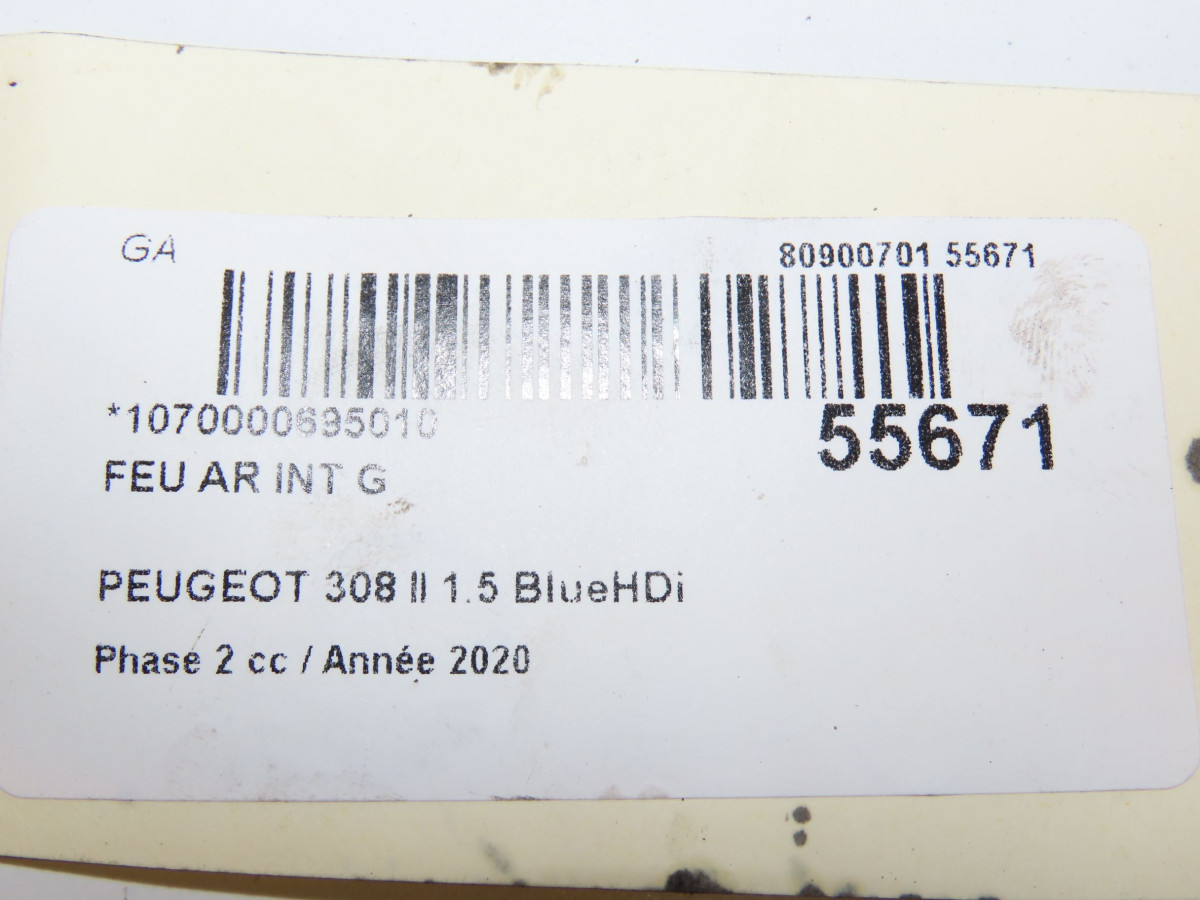 GA
80900701 55671
*1070000695010
55671
FEU AR INT G
PEUGEOT 308 II 1.5 BlueHDi
Phase 2 cc / Année 2020